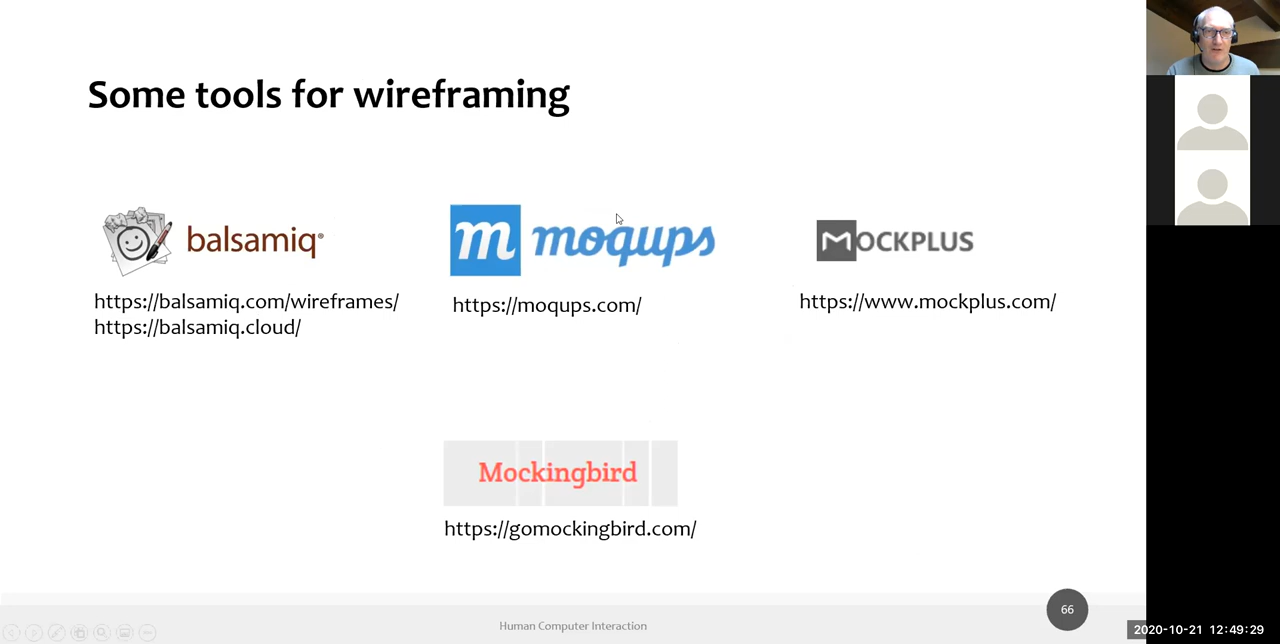 Some tools for wireframing
balsamiq®
m moqups
MOCKPLUS
https://balsamiq.com/wireframes/
https://balsamiq.cloud/
https://moqups.com/
https://www.mockplus.com/
Mockingbird
https://gomockingbird.com/
66
Human Computer Interaction
2020-10-21 12:49:29